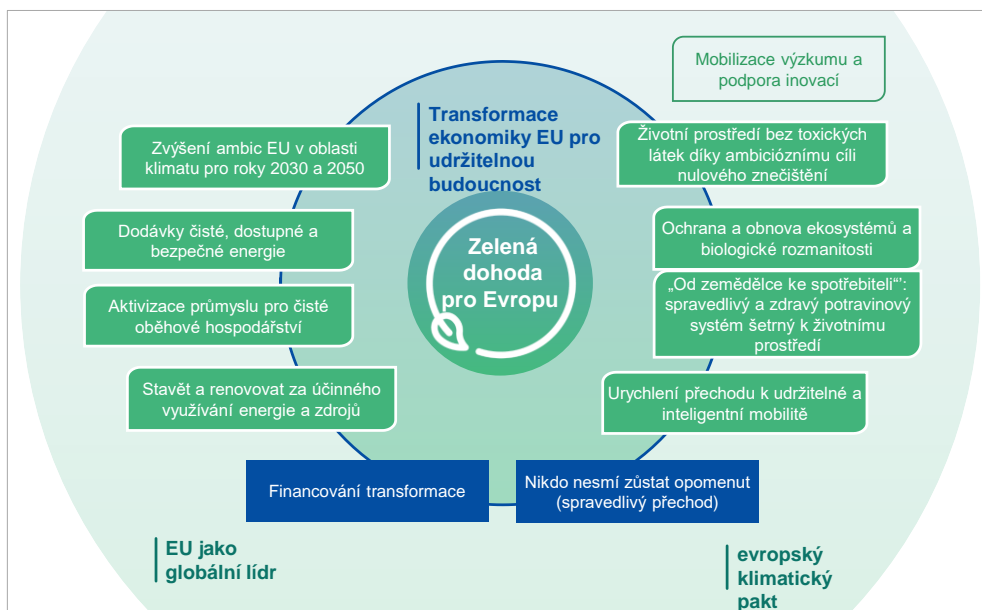 Mobilizace výzkumu a
podpora inovací
Transformace
ekonomiky EU pro
udržitelnou
budoucnost
Zvýšení ambic EU v oblasti
klimatu pro roky 2030 a 2050
Životní prostředí bez toxických
látek díky ambicióznímu cíli
nulového znečištění
Dodávky čisté, dostupné a
bezpečné energie
Ochrana a obnova ekosystémů a
biologické rozmanitosti
Zelená
dohoda
pro Evropu
Aktivizace průmyslu pro čisté
oběhové hospodářství
„Od zemědělce ke spotřebiteli“':
spravedlivý a zdravý potravinový
systém šetrný k životnímu
prostředí
Stavět a renovovat za účinného
využívání energie a zdrojů
Urychlení přechodu k udržitelné a
inteligentní mobilitě
Financování transformace
Nikdo nesmí zůstat opomenut
(spravedlivý přechod)
EU jako
globální lídr
evropský
klimatický
pakt